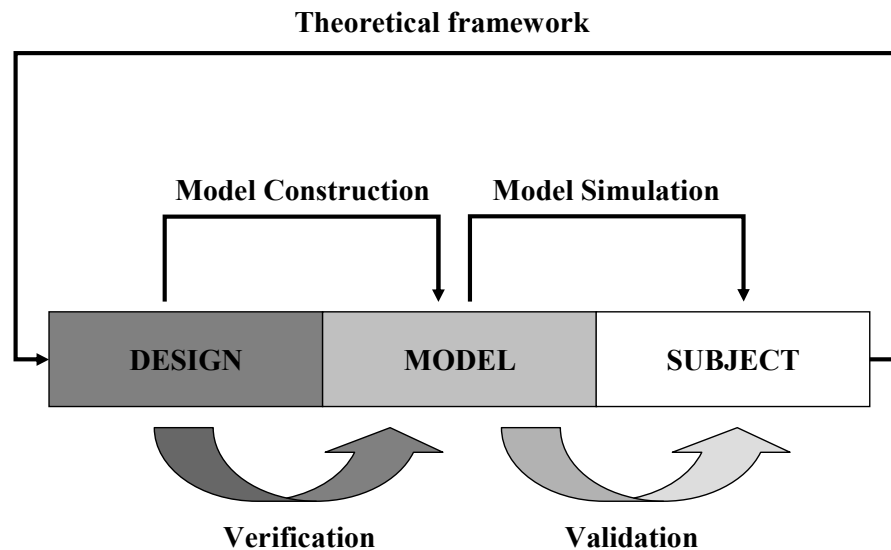 Theoretical framework
Model Construction
Model Simulation
DESIGN
MODEL
SUBJECT
Verification
Validation